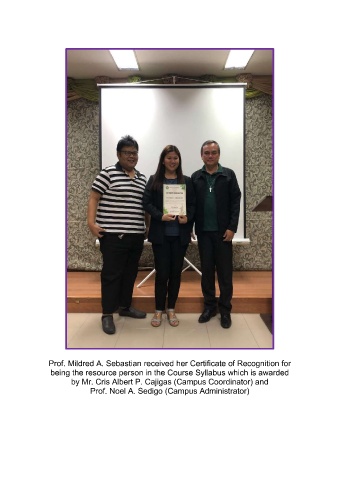 Prof. Mildred A. Sebastian received her Certificate of Recognition for
being the resource person in the Course Syllabus which is awarded
by Mr. Cris Albert P. Cajigas (Campus Coordinator) and
Prof. Noel A. Sedigo (Campus Administrator)